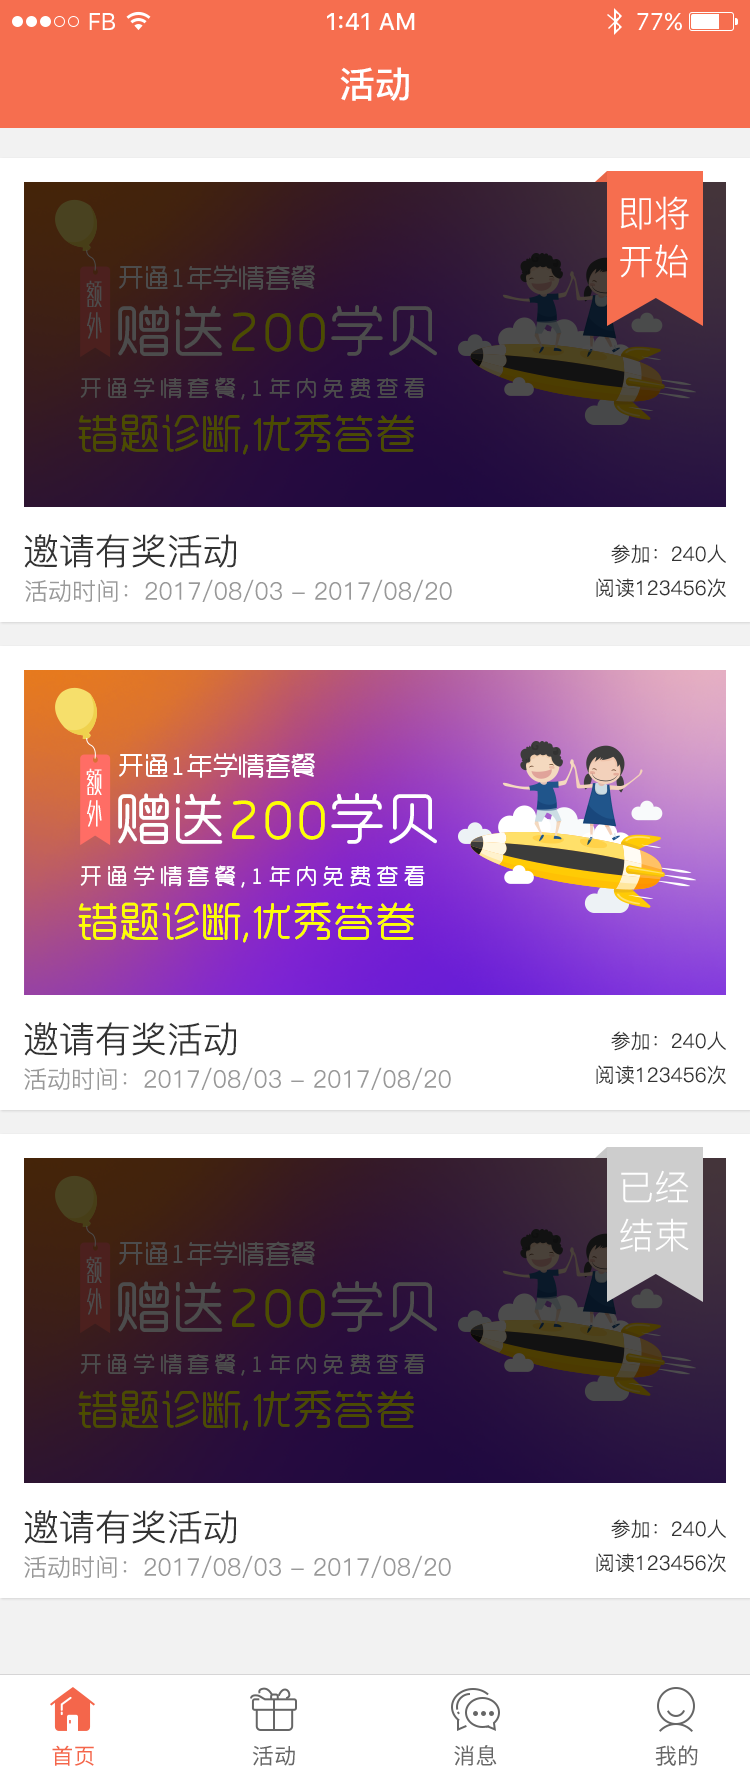 FB 1:41 AM 77%
活动
即将
开始
额外
开通1年学情套餐
赠送200学贝
开通学情套餐,1年内免费查看
错题诊断,优秀答卷
邀请有奖活动
参加：240人
活动时间：2017/08/03 – 2017/08/20
阅读123456次
额外
开通1年学情套餐
赠送200学贝
开通学情套餐,1年内免费查看
错题诊断,优秀答卷
邀请有奖活动
参加：240人
活动时间：2017/08/03 – 2017/08/20
阅读123456次
已经
结束
额外
开通1年学情套餐
赠送200学贝
开通学情套餐,1年内免费查看
错题诊断,优秀答卷
邀请有奖活动
参加：240人
活动时间：2017/08/03 – 2017/08/20
阅读123456次
首页 活动 消息 我的